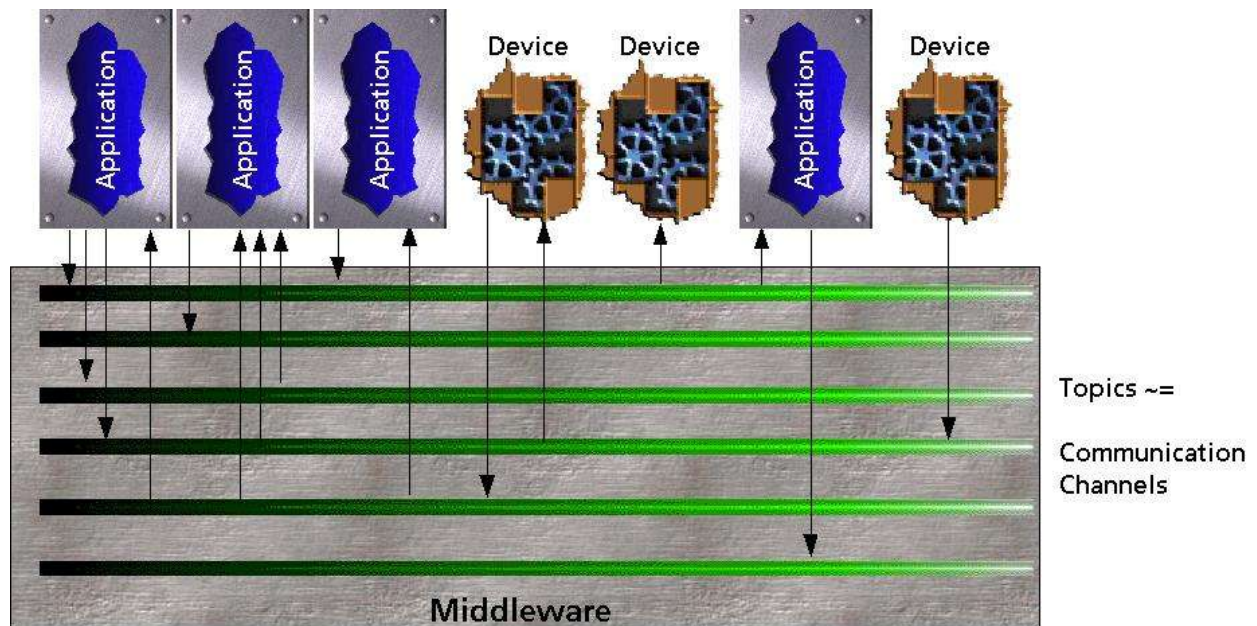 Application
Application
Application
Device
Device
Application
Device
Topics ~=
Communication
Channels
Middleware